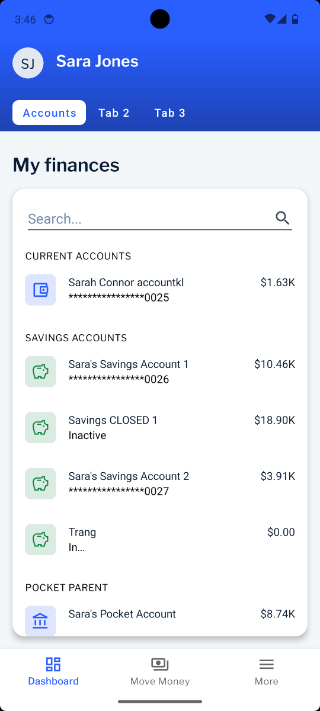 3:46
SJ
Sara Jones
Accounts
Tab 2
Tab 3
My finances
Search...
CURRENT ACCOUNTS
Sarah Connor accountkl $1.63K
****************0025
SAVINGS ACCOUNTS
Sara's Savings Account 1 $10.46K
****************0026
Savings CLOSED 1 $18.90K
Inactive
Sara's Savings Account 2 $3.91K
****************0027
Trang $0.00
In...
POCKET PARENT
Sara's Pocket Account $8.74K
Dashboard
Move Money
More